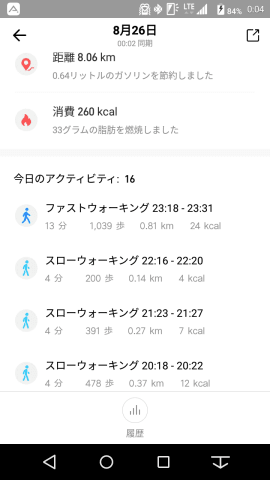 LTE 84% 0:04
8月26日
00:02 同期
距離 8.06 km
0.64リットルのガソリンを節約しました
消費 260 kcal
33グラムの脂肪を燃焼しました
今日のアクティビティ: 16
ファストウォーキング 23:18 - 23:31
13 分 1,039 歩 0.81 km 24 kcal
スローウォーキング 22:16 - 22:20
4 分 200 歩 0.14 km 4 kcal
スローウォーキング 21:23 - 21:27
4 分 391 歩 0.27 km 7 kcal
スローウォーキング 20:18 - 20:22
4 分 478 歩 0.37 km 12 kcal
履歴